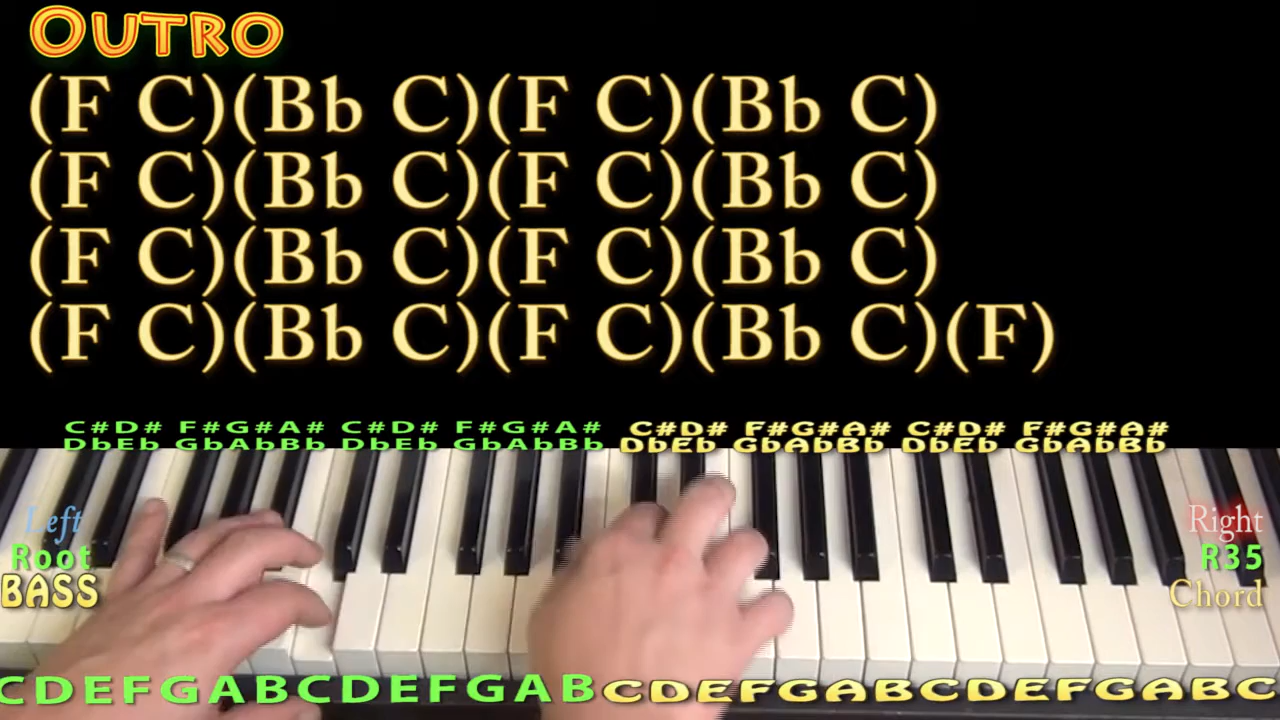 OUTRO
(F C)(Bb C)(F C)(Bb C)
(F C)(Bb C)(F C)(Bb C)
(F C)(Bb C)(F C)(Bb C)
(F C)(Bb C)(F C)(Bb C)(F)
C#D# F#G#A# C#D# F#G#A# C#D# F#G#A# C#D# F#G#A#
DbEb GbAbBb DbEb GbAbBb DbEb GbAbBb DbEb GbAbBb
Left
Root
BASS
Right
R35
Chord
CDEFGABCDEFGABCDEFGABCDEFGABC